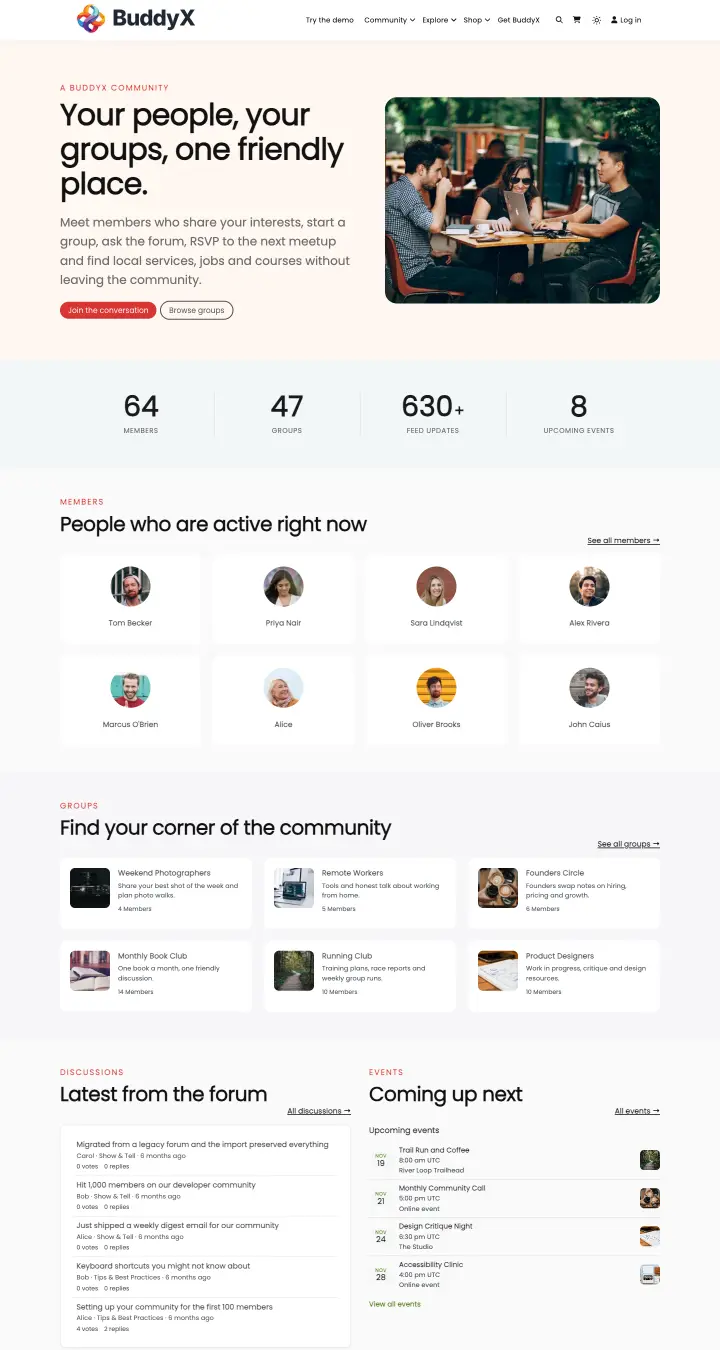 BuddyX
Try the demo
Community
Explore
Shop
Get BuddyX
Log in
A BUDDYX COMMUNITY
Your people, your
groups, one friendly
place.
Meet members who share your interests, start a
group, ask the forum, RSVP to the next meetup
and find local services, jobs and courses without
leaving the community.
Join the conversation
Browse groups
64
MEMBERS
47
GROUPS
630+
FEED UPDATES
8
UPCOMING EVENTS
MEMBERS
People who are active right now
See all members →
Tom Becker
Priya Nair
Sara Lindqvist
Alex Rivera
Marcus O'Brien
Alice
Oliver Brooks
John Caius
GROUPS
Find your corner of the community
See all groups →
Weekend Photographers
Share your best shot of the week and
plan photo walks.
4 Members
Remote Workers
Tools and honest talk about working
from home.
5 Members
Founders Circle
Founders swap notes on hiring,
pricing and growth.
6 Members
Monthly Book Club
One book a month, one friendly
discussion.
14 Members
Running Club
Training plans, race reports and
weekly group runs.
10 Members
Product Designers
Work in progress, critique and design
resources.
10 Members
DISCUSSIONS
Latest from the forum
All discussions →
Migrated from a legacy forum and the import preserved everything
Carol · Show & Tell · 6 months ago
0 votes 0 replies
Hit 1,000 members on our developer community
Bob · Show & Tell · 6 months ago
0 votes 0 replies
Just shipped a weekly digest email for our community
Alice · Show & Tell · 6 months ago
0 votes 0 replies
Keyboard shortcuts you might not know about
Bob · Tips & Best Practices · 6 months ago
0 votes 0 replies
Setting up your community for the first 100 members
Alice · Tips & Best Practices · 6 months ago
4 votes 2 replies
EVENTS
Coming up next
All events →
Upcoming events
NOV
19
Trail Run and Coffee
8:00 am UTC
River Loop Trailhead
NOV
21
Monthly Community Call
5:00 pm UTC
Online event
NOV
24
Design Critique Night
6:30 pm UTC
The Studio
NOV
28
Accessibility Clinic
4:00 pm UTC
Online event
View all events